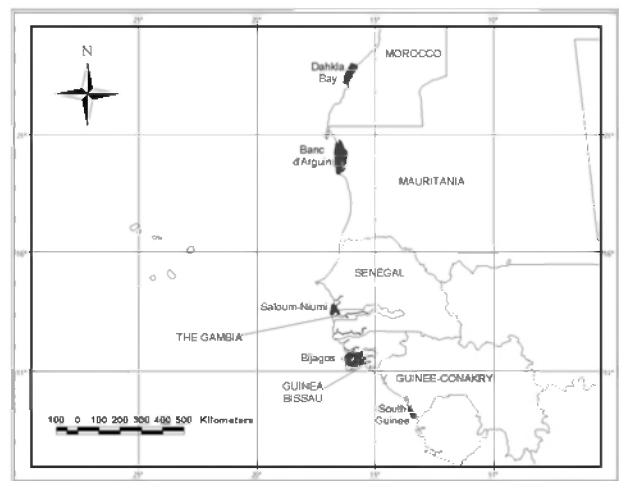 MOROCCO
N
Dahkla
Bay
Banc
d'Arguin
MAURITANIA
SENEGAL
Saloum-Niumi
THE GAMBIA
Bijagos
GUINEA
BISSAU
GUINEE-CONAKRY
South
Guinee
100 0 100 200 300 400 500 Kilometers